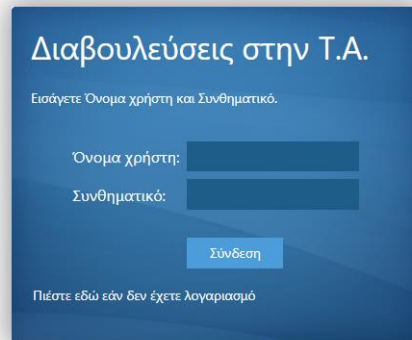 Διαβουλεύσεις στην Τ.Α.
Εισάγετε Όνομα χρήστη και Συνθηματικό.
Όνομα χρήστη:
Συνθηματικό:
Σύνδεση
Πιέστε εδώ εάν δεν έχετε λογαριασμό